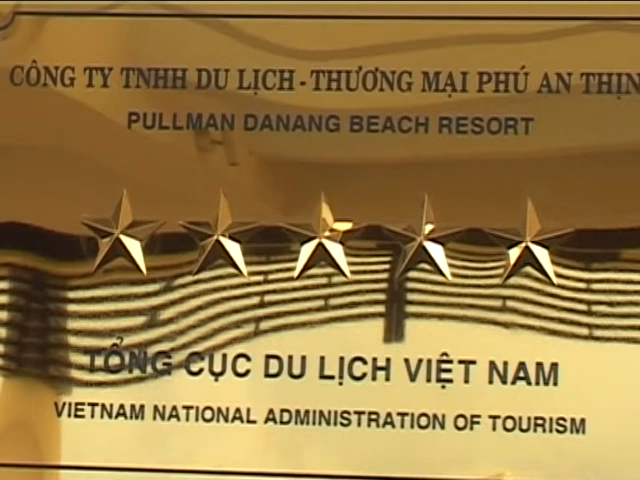 CÔNG TY TNHH DU LỊCH - THƯƠNG MẠI PHÚ AN THỊN
PULLMAN DANANG BEACH RESORT
TỔNG CỤC DU LỊCH VIỆT NAM
VIETNAM NATIONAL ADMINISTRATION OF TOURISM